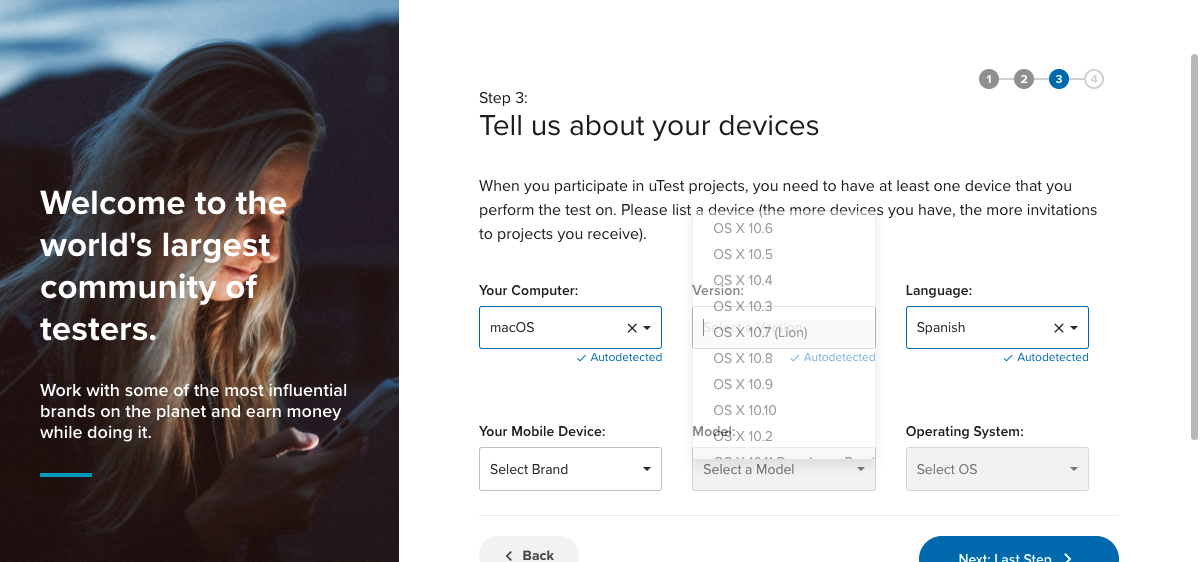 Welcome to the
world's largest
community of
testers.
Work with some of the most influential
brands on the planet and earn money
while doing it.
1 2 3 4
Step 3:
Tell us about your devices
When you participate in uTest projects, you need to have at least one device that you
perform the test on. Please list a device (the more devices you have, the more invitations
to projects you receive).
Your Computer:
macOS
Autodetected
Version:
Select a Version
Autodetected
OS X 10.6
OS X 10.5
OS X 10.4
OS X 10.3
OS X 10.7 (Lion)
OS X 10.8
OS X 10.9
OS X 10.10
OS X 10.2
Language:
Spanish
Autodetected
Your Mobile Device:
Select Brand
Model:
Select a Model
Operating System:
Select OS
Back
Next: Last Step